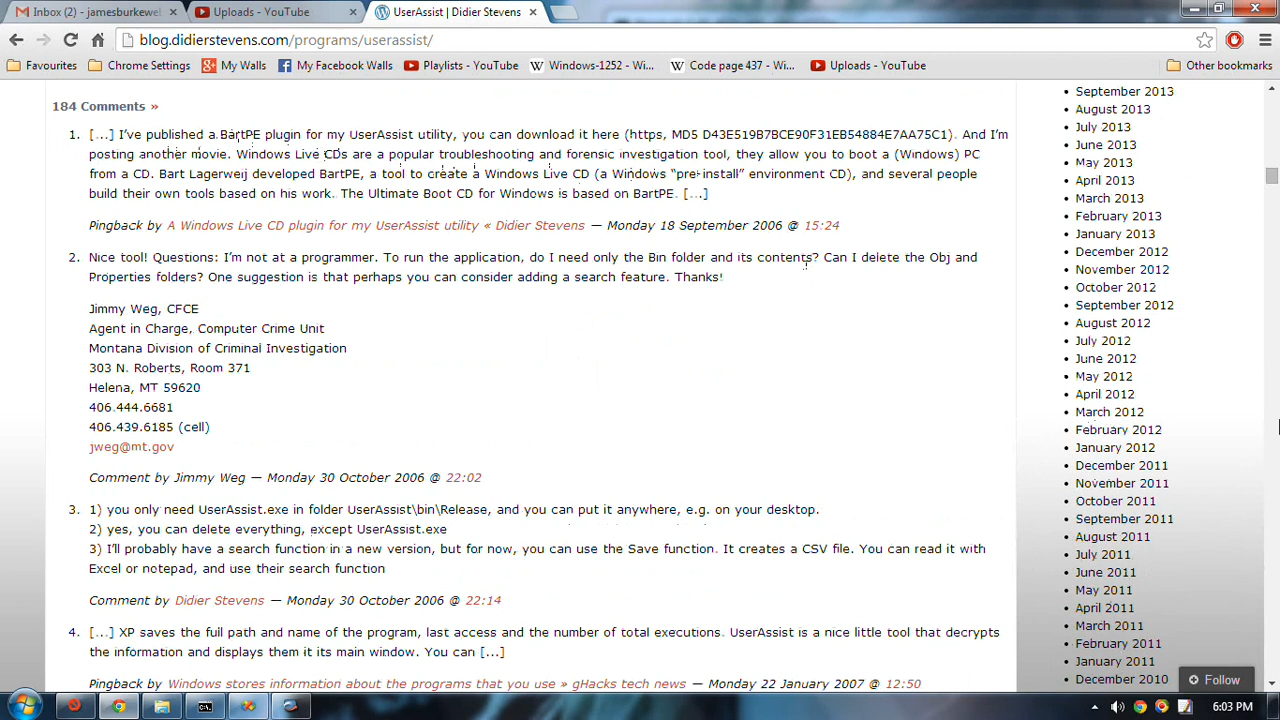 Inbox (2) - jamesburkewel
Uploads - YouTube
UserAssist | Didier Stevens
blog.didierstevens.com/programs/userassist/
Favourites
Chrome Settings
My Walls
My Facebook Walls
Playlists - YouTube
Windows-1252 - Wi...
Code page 437 - Wi...
Uploads - YouTube
Other bookmarks
184 Comments »
1. [...] I've published a BartPE plugin for my UserAssist utility, you can download it here (https, MD5 D43E519B7BCE90F31EB54884E7AA75C1). And I'm
posting another movie. Windows Live CDs are a popular troubleshooting and forensic investigation tool, they allow you to boot a (Windows) PC
from a CD. Bart Lagerweij developed BartPE, a tool to create a Windows Live CD (a Windows “pre-install” environment CD), and several people
build their own tools based on his work. The Ultimate Boot CD for Windows is based on BartPE. [...]
Pingback by A Windows Live CD plugin for my UserAssist utility « Didier Stevens — Monday 18 September 2006 @ 15:24
2. Nice tool! Questions: I'm not at a programmer. To run the application, do I need only the Bin folder and its contents? Can I delete the Obj and
Properties folders? One suggestion is that perhaps you can consider adding a search feature. Thanks!
Jimmy Weg, CFCE
Agent in Charge, Computer Crime Unit
Montana Division of Criminal Investigation
303 N. Roberts, Room 371
Helena, MT 59620
406.444.6681
406.439.6185 (cell)
jweg@mt.gov
Comment by Jimmy Weg — Monday 30 October 2006 @ 22:02
3. 1) you only need UserAssist.exe in folder UserAssist\bin\Release, and you can put it anywhere, e.g. on your desktop.
2) yes, you can delete everything, except UserAssist.exe
3) I'll probably have a search function in a new version, but for now, you can use the Save function. It creates a CSV file. You can read it with
Excel or notepad, and use their search function
Comment by Didier Stevens — Monday 30 October 2006 @ 22:14
4. [...] XP saves the full path and name of the program, last access and the number of total executions. UserAssist is a nice little tool that decrypts
the information and displays them it its main window. You can [...]
Pingback by Windows stores information about the programs that you use » gHacks tech news — Monday 22 January 2007 @ 12:50
• September 2013
• August 2013
• July 2013
• June 2013
• May 2013
• April 2013
• March 2013
• February 2013
• January 2013
• December 2012
• November 2012
• October 2012
• September 2012
• August 2012
• July 2012
• June 2012
• May 2012
• April 2012
• March 2012
• February 2012
• January 2012
• December 2011
• November 2011
• October 2011
• September 2011
• August 2011
• July 2011
• June 2011
• May 2011
• April 2011
• March 2011
• February 2011
• January 2011
• December 2010
Follow
6:03 PM